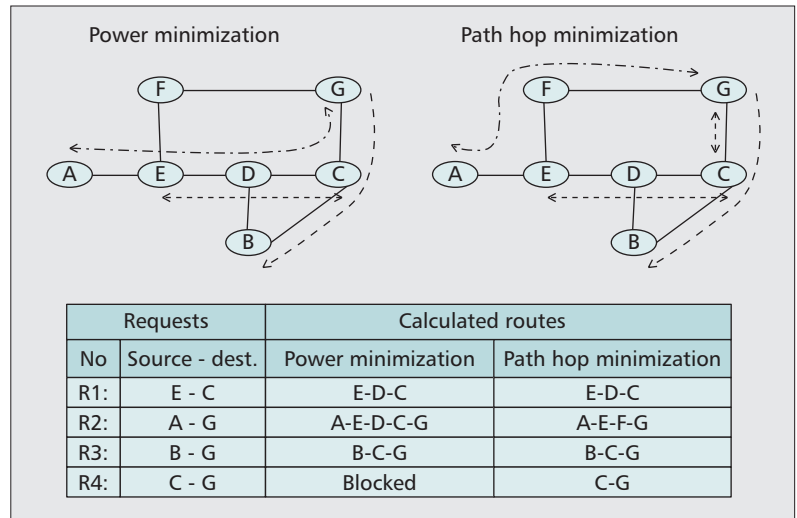 Power minimization Path hop minimization
F G F G
A E D C A E D C
B B
Requests Calculated routes
No Source - dest. Power minimization Path hop minimization
R1: E - C E-D-C E-D-C
R2: A - G A-E-D-C-G A-E-F-G
R3: B - G B-C-G B-C-G
R4: C - G Blocked C-G